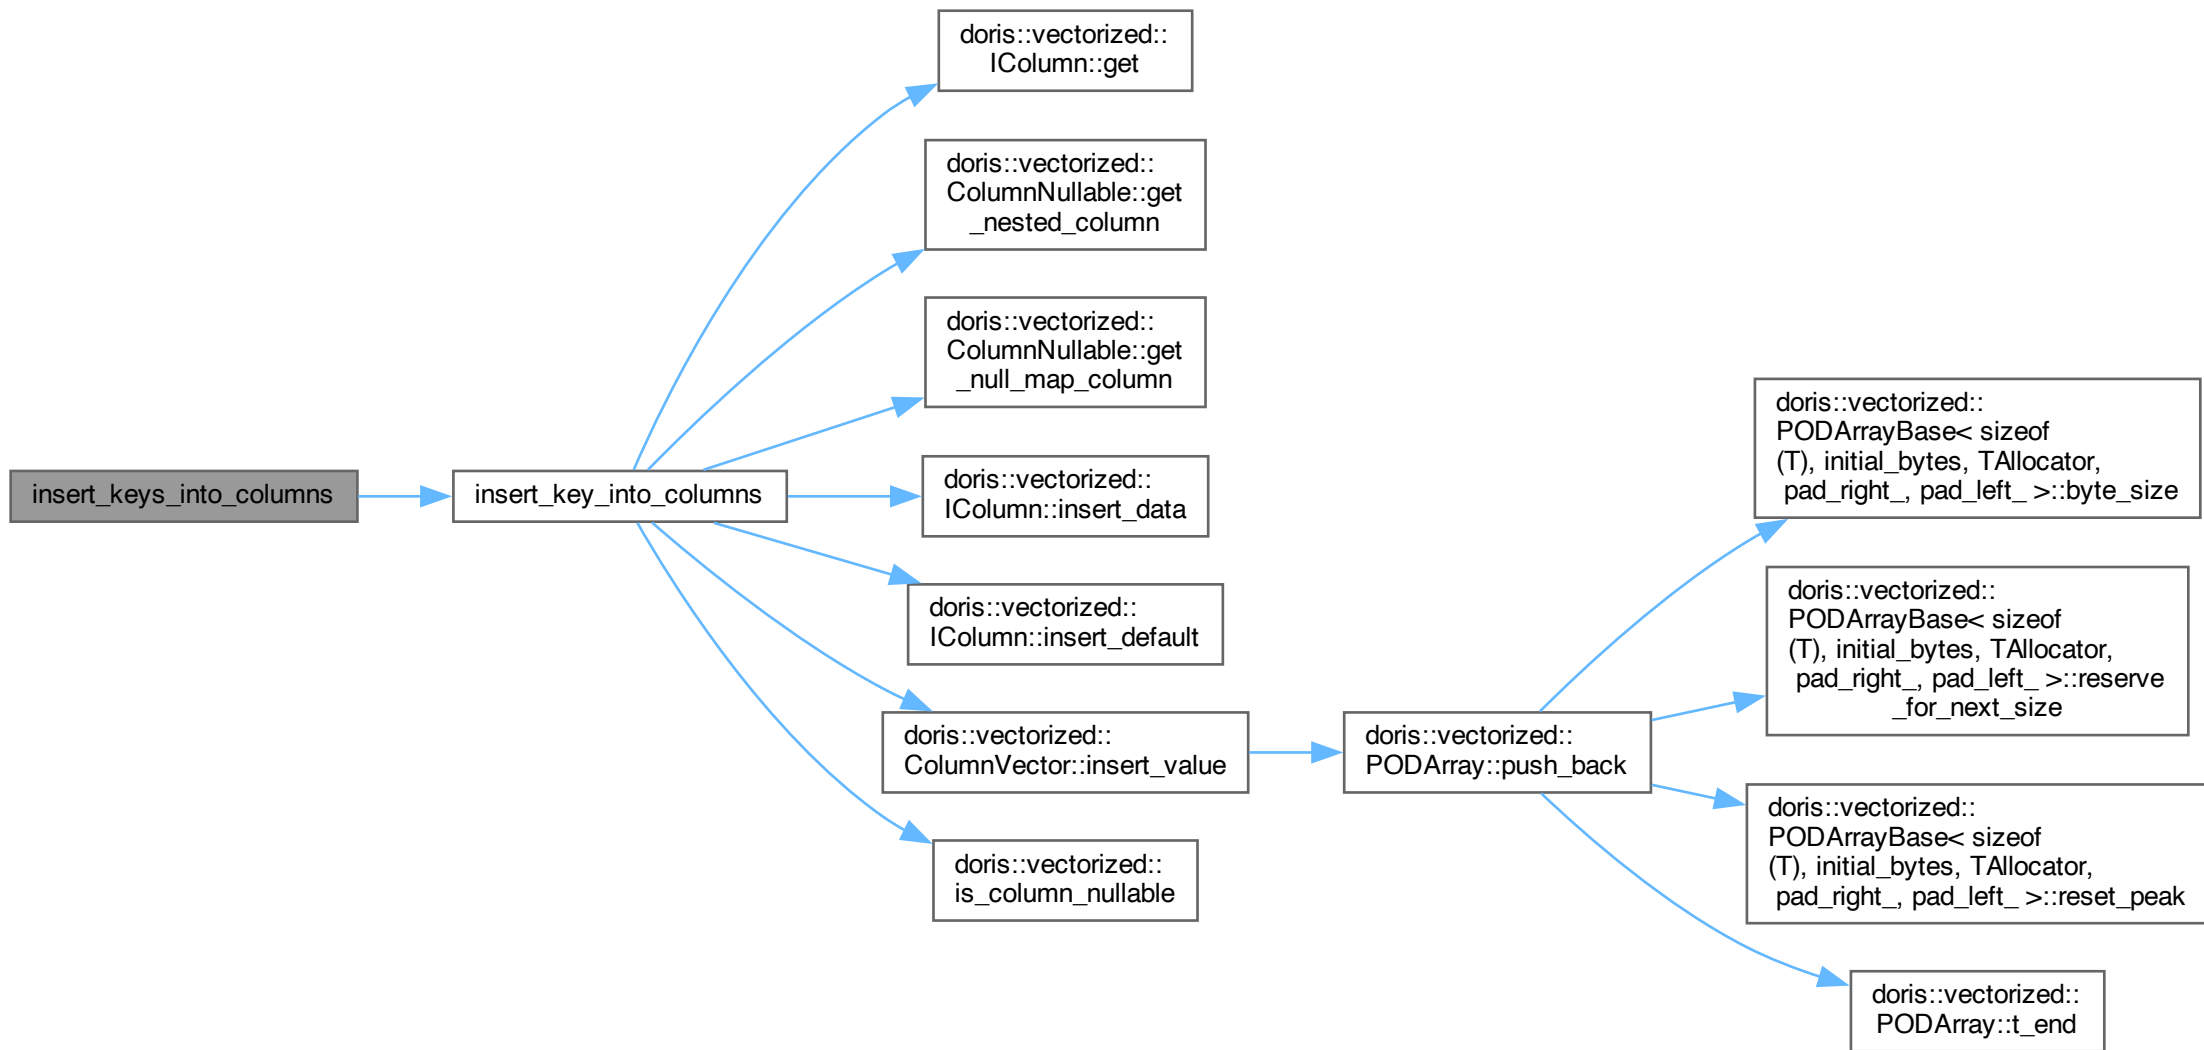 insert_keys_into_columns
insert_key_into_columns
doris::vectorized::
IColumn::get
doris::vectorized::
ColumnNullable::get
_nested_column
doris::vectorized::
ColumnNullable::get
_null_map_column
doris::vectorized::
IColumn::insert_data
doris::vectorized::
IColumn::insert_default
doris::vectorized::
ColumnVector::insert_value
doris::vectorized::
is_column_nullable
doris::vectorized::
PODArray::push_back
doris::vectorized::
PODArrayBase< sizeof
(T), initial_bytes, TAllocator,
pad_right_, pad_left_ >::byte_size
doris::vectorized::
PODArrayBase< sizeof
(T), initial_bytes, TAllocator,
pad_right_, pad_left_ >::reserve
_for_next_size
doris::vectorized::
PODArrayBase< sizeof
(T), initial_bytes, TAllocator,
pad_right_, pad_left_ >::reset_peak
doris::vectorized::
PODArray::t_end